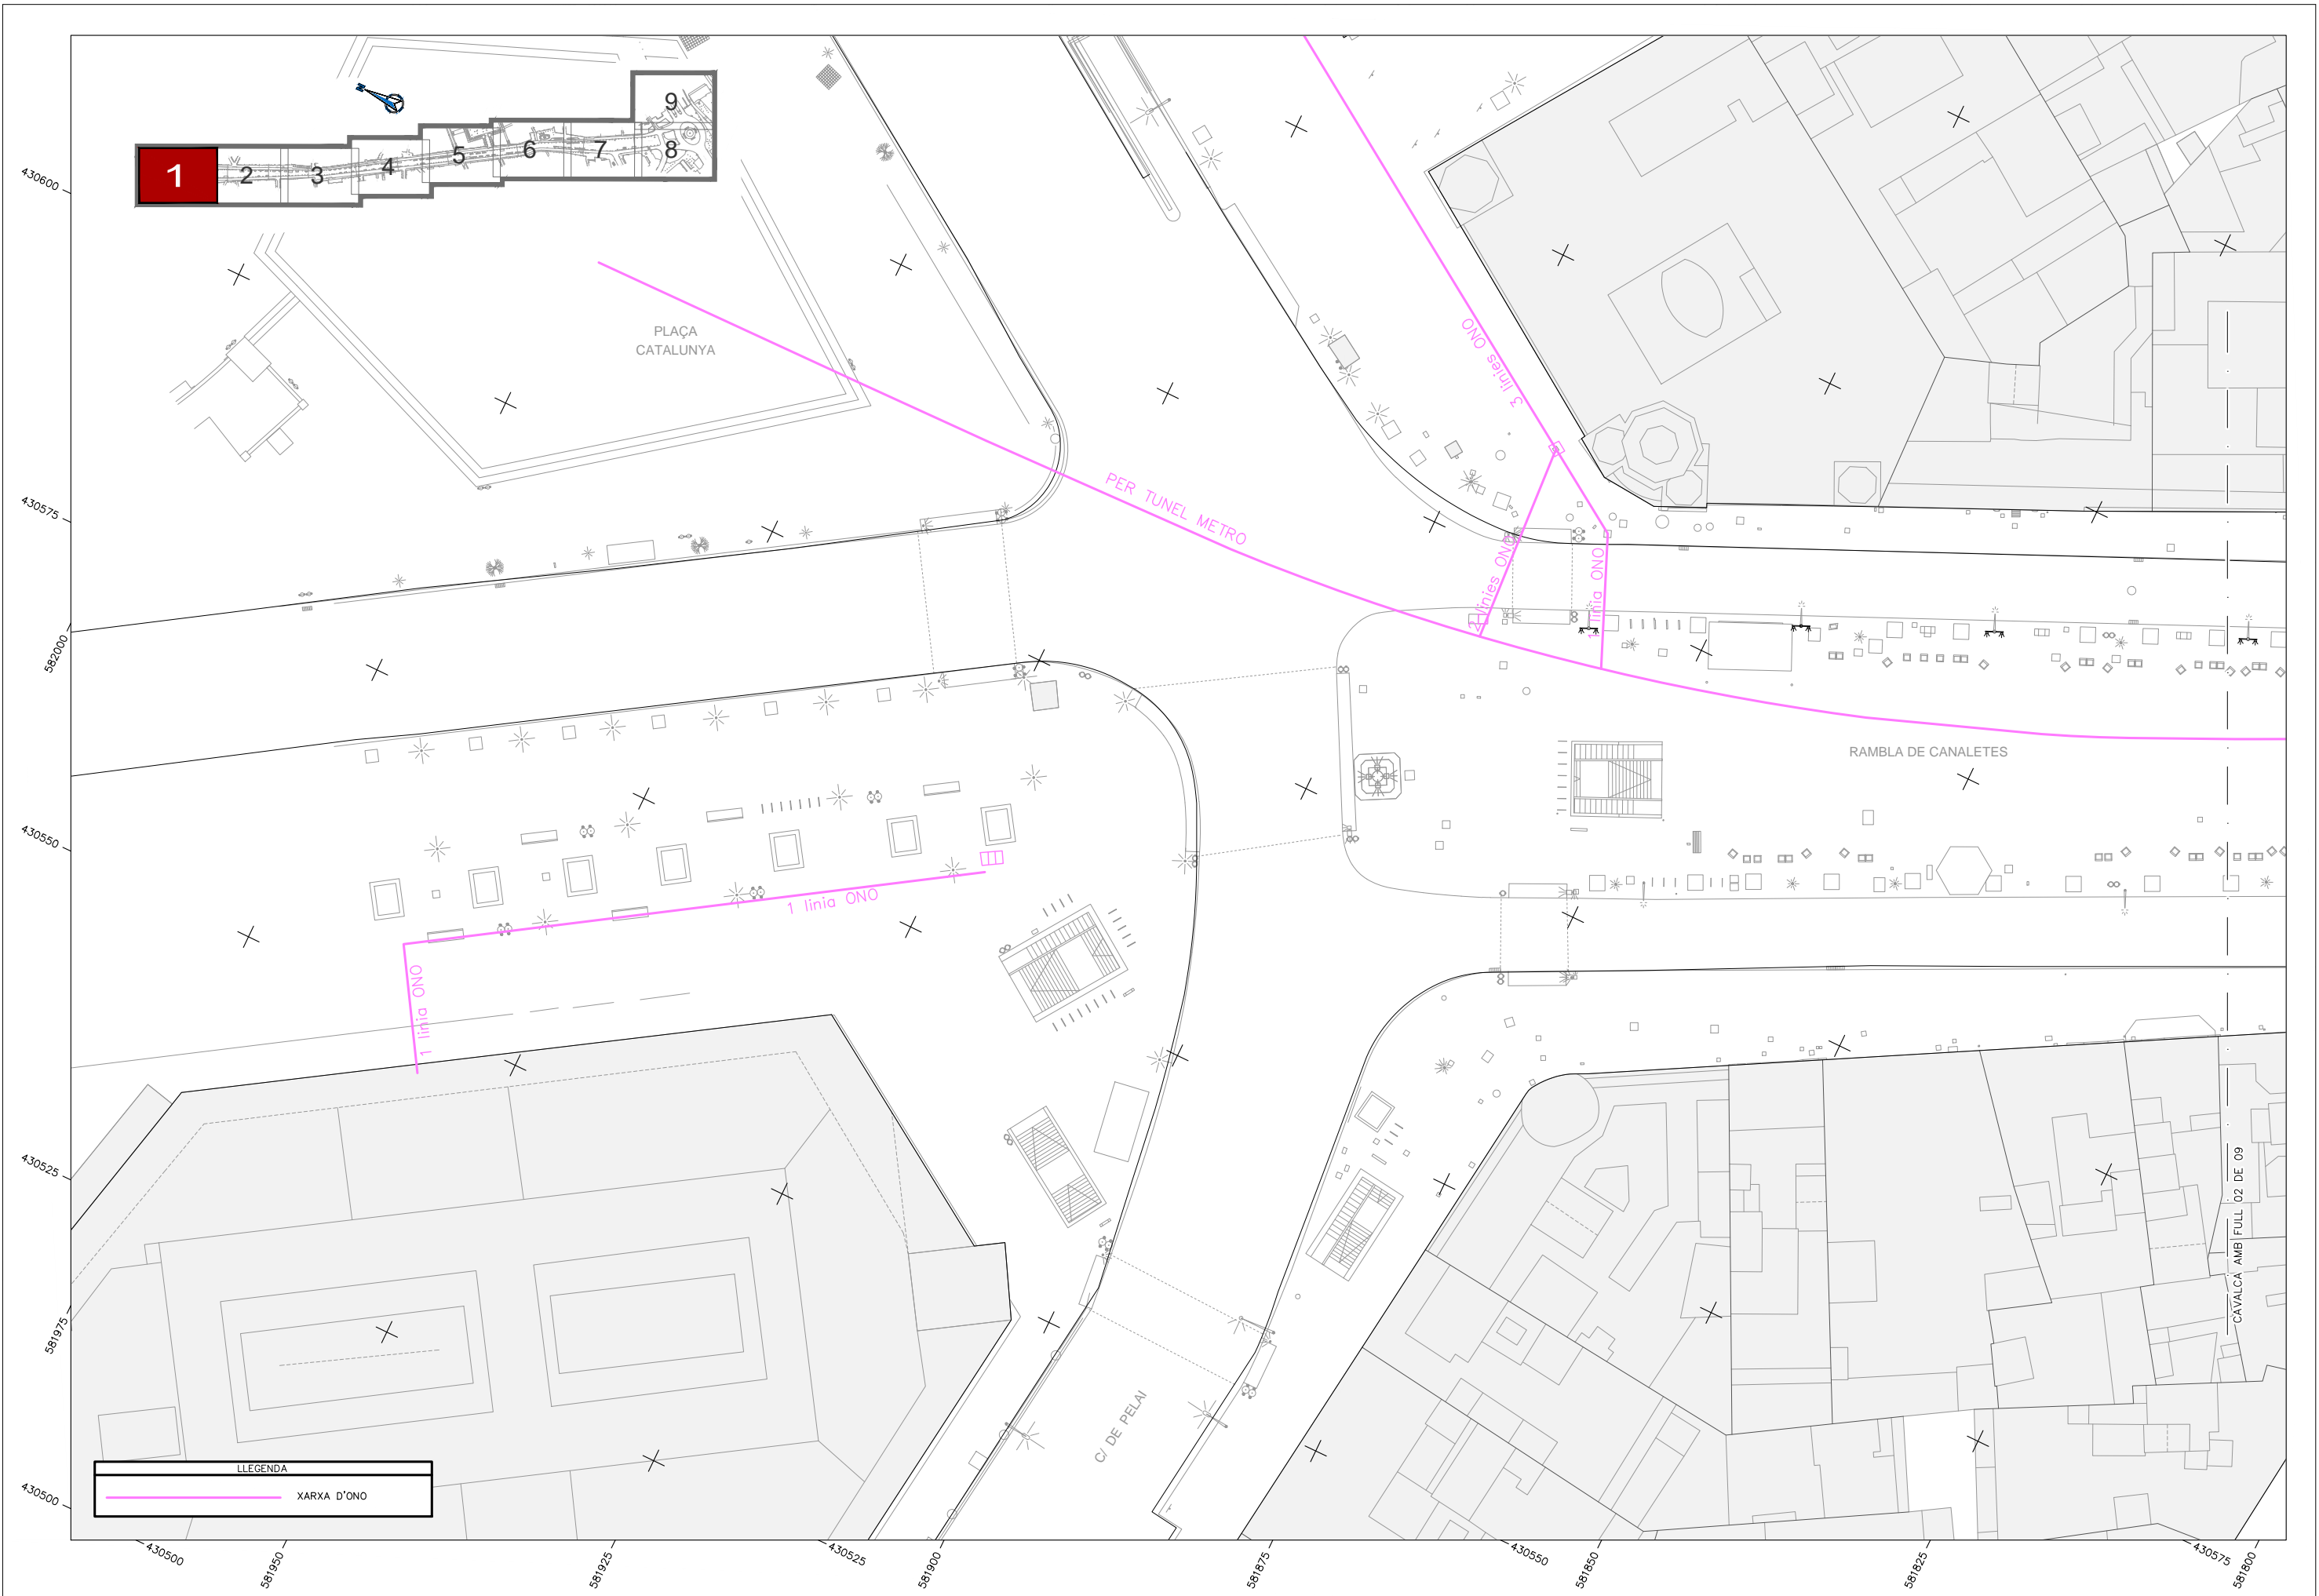 1
2
3
4
5
6
7
8
9
430600
430575
582000
430550
430525
581975
430500
PLAÇA
CATALUNYA
3 linies ONO
PER TUNEL METRO
2 linies ONO
1 linia ONO
RAMBLA DE CANALETES
1 linia ONO
1 linia ONO
C/ DE PELAI
CAVALCA AMB FULL 02 DE 09
LLEGENDA
XARXA D'ONO
430500
581950
581925
430525
581900
581875
430550
581850
581825
430575
581800